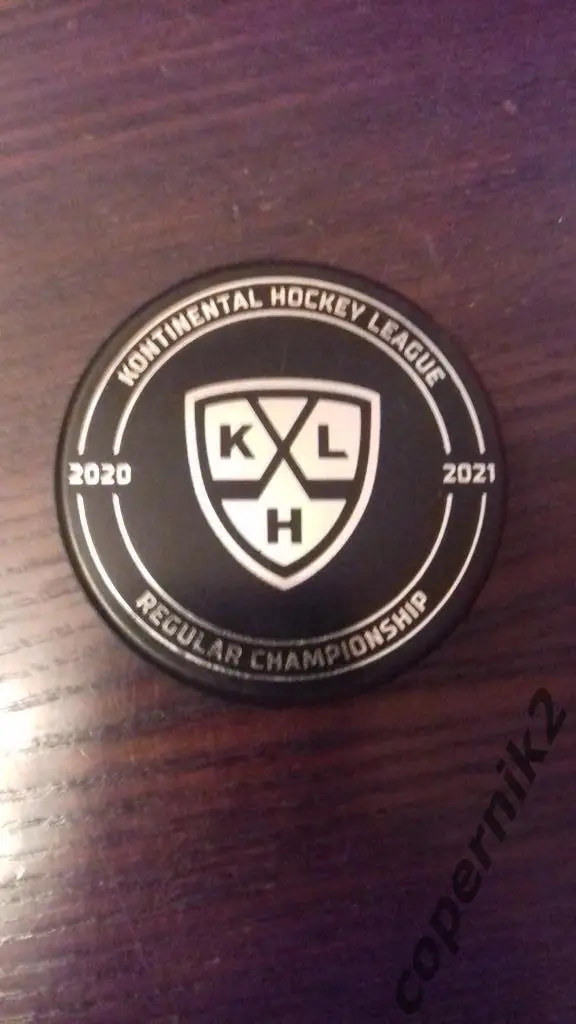 KONTINENTAL HOCKEY LEAGUE
K L
H
2020 2021
REGULAR CHAMPIONSHIP
copernik2